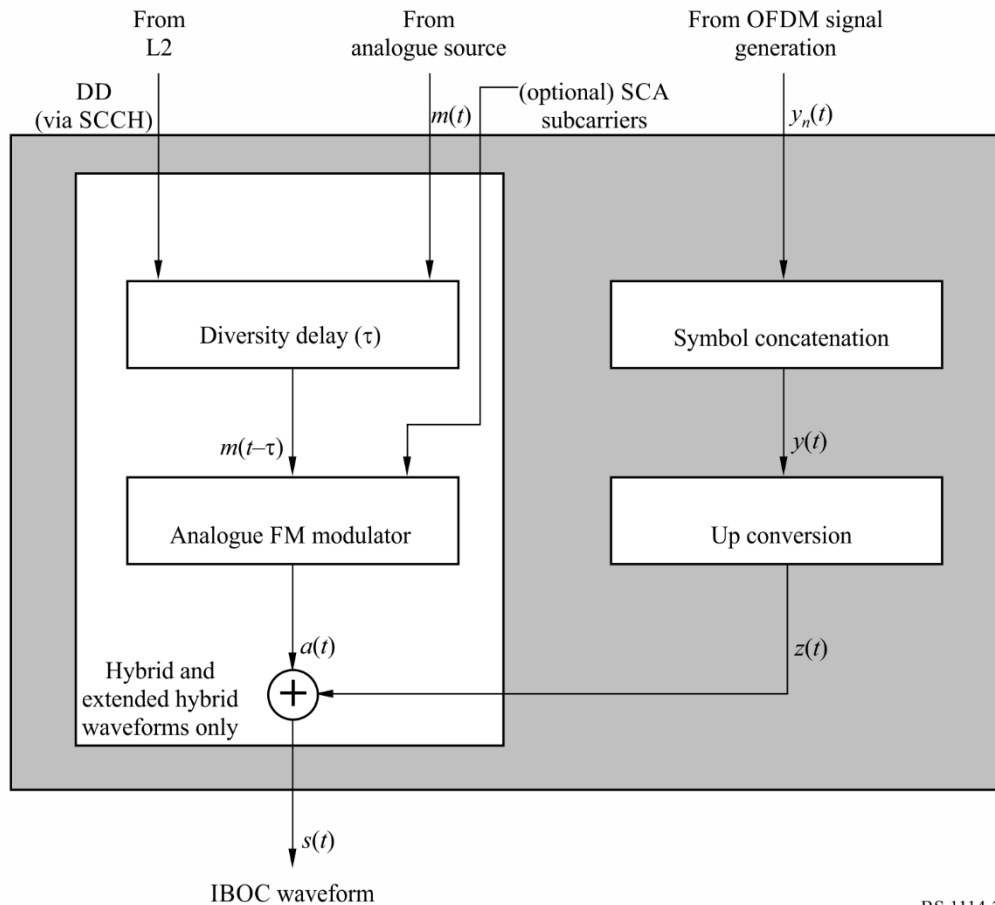 From
L2
From
analogue source
From OFDM signal
generation
DD
(via SCCH)
m(t)
(optional) SCA
subcarriers
yn(t)
Diversity delay (τ)
Symbol concatenation
m(t–τ)
y(t)
Analogue FM modulator
Up conversion
a(t)
z(t)
Hybrid and
extended hybrid
waveforms only
+
s(t)
IBOC waveform